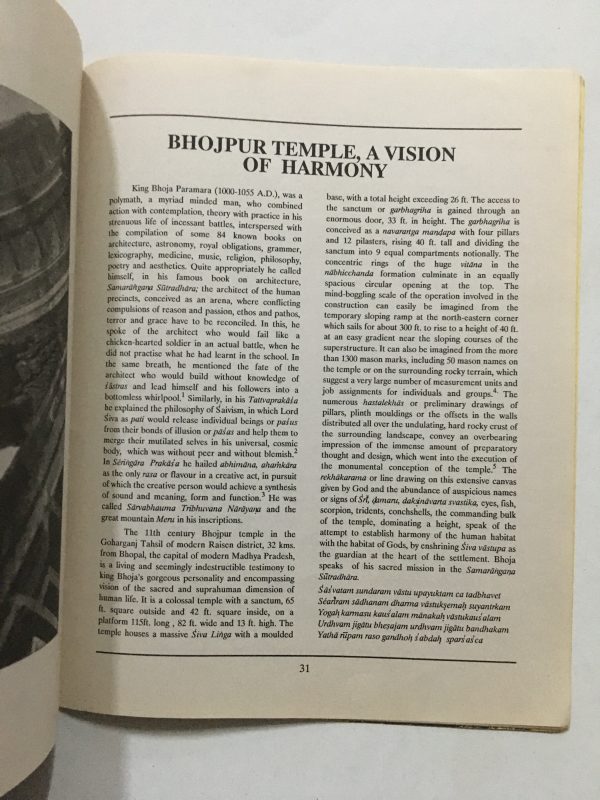 BHOJPUR TEMPLE, A VISION
OF HARMONY
King Bhoja Paramara (1000-1055 A.D.), was a
polymath, a myriad minded man, who combined
action with contemplation, theory with practice in his
strenuous life of incessant battles, interspersed with
the compilation of some 84 known books on
architecture, astronomy, royal obligations, grammer,
lexicography, medicine, music, religion, philosophy,
poetry and aesthetics. Quite appropriately he called
himself, in his famous book on architecture,
Samarāhgaṇa Sūtradhāra; the architect of the human
precincts, conceived as an arena, where conflicting
compulsions of reason and passion, ethos and pathos,
terror and grace have to be reconciled. In this, he
spoke of the architect who would fail like a
chicken-hearted soldier in an actual battle, when he
did not practise what he had learnt in the school. In
the same breath, he mentioned the fate of the
architect who would build without knowledge of
śāstras and lead himself and his followers into a
bottomless whirlpool.1 Similarly, in his Tattvaprakāśa
he explained the philosophy of Śaivism, in which Lord
Śiva as pati would release individual beings or paśus
from their bonds of illusion or pāśas and help them to
merge their mutilated selves in his universal, cosmic
body, which was without peer and without blemish.2
In Sṛiṅgāra Prakāśa he hailed abhimāna, ahaṁkāra
as the only rasa or flavour in a creative act, in pursuit
of which the creative person would achieve a synthesis
of sound and meaning, form and function.3 He was
called Sārvabhauma Tribhuvana Nārāyaṇa and the
great mountain Meru in his inscriptions.
The 11th century Bhojpur temple in the
Goharganj Tahsil of modern Raisen district, 32 kms.
from Bhopal, the capital of modern Madhya Pradesh,
is a living and seemingly indestructible testimony to
king Bhoja's gorgeous personality and encompassing
vision of the sacred and suprahuman dimension of
human life. It is a colossal temple with a sanctum, 65
ft. square outside and 42 ft. square inside, on a
platform 115ft. long , 82 ft. wide and 13 ft. high. The
temple houses a massive Śiva Liṅga with a moulded
base, with a total height exceeding 26 ft. The access to
the sanctum or garbhagriha is gained through an
enormous door, 33 ft. in height. The garbhagriha is
conceived as a navaranga maṇḍapa with four pillars
and 12 pilasters, rising 40 ft. tall and dividing the
sanctum into 9 equal compartments notionally. The
concentric rings of the huge vitāna in the
nābhicchanda formation culminate in an equally
spacious circular opening at the top. The
mind-boggling scale of the operation involved in the
construction can easily be imagined from the
temporary sloping ramp at the north-eastern corner
which sails for about 300 ft. to rise to a height of 40 ft.
at an easy gradient near the sloping courses of the
superstructure. It can also be imagined from the more
than 1300 mason marks, including 50 mason names on
the temple or on the surrounding rocky terrain, which
suggest a very large number of measurement units and
job assignments for individuals and groups.4 The
numerous hastalekhās or preliminary drawings of
pillars, plinth mouldings or the offsets in the walls
distributed all over the undulating, hard rocky crust of
the surrounding landscape, convey an overbearing
impression of the immense amount of preparatory
thought and design, which went into the execution of
the monumental conception of the temple.5 The
rekhākarama or line drawing on this extensive canvas
given by God and the abundance of auspicious names
or signs of Śrī, ḍamaru, dakṣiṇāvarta svastika, eyes, fish,
scorpion, tridents, conchshells, the commanding bulk
of the temple, dominating a height, speak of the
attempt to establish harmony of the human habitat
with the habitat of Gods, by enshrining Śiva vāstupa as
the guardian at the heart of the settlement. Bhoja
speaks of his sacred mission in the Samarāṅgaṇa
Sūtradhāra.
Śāśvatam sundaram vāstu upayuktam ca tadbhavet
sādhanam dharma vāstukṣemaḥ suyantrkam
Yogaḥ karmasu kauśalam mānakaḥ vāstukauśalam
Urdhvam jigātu bheṣajam urdhvam jigātu bandhakam
Yathā rūpam raso gandhoḥ śabdaḥ sparśaśca
31